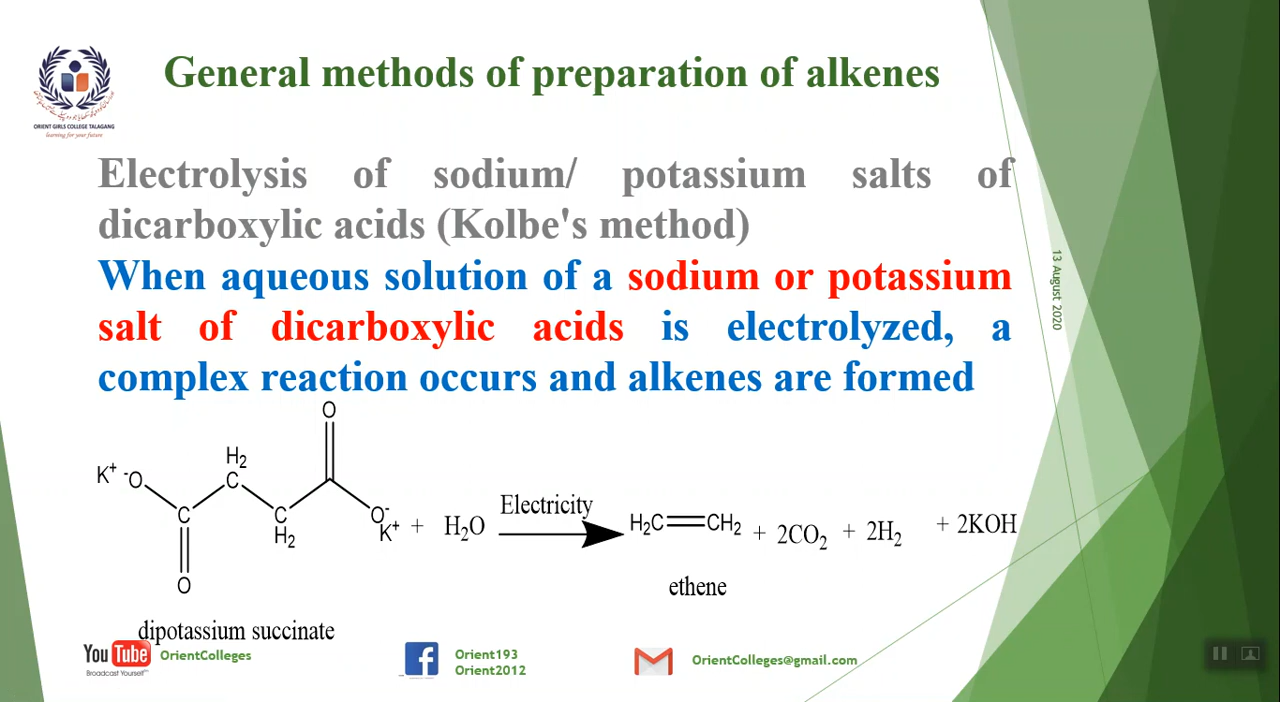 General methods of preparation of alkenes
ORIENT GIRLS COLLEGE TALAGANG
learning for your future
Electrolysis of sodium/ potassium salts of
dicarboxylic acids (Kolbe's method)
When aqueous solution of a sodium or potassium
salt of dicarboxylic acids is electrolyzed, a
complex reaction occurs and alkenes are formed
13 August 2020
O
H2
K+ -O C
C C O- K+ + H2O Electricity H2C CH2 + 2CO2 + 2H2 + 2KOH
H2
O
ethene
dipotassium succinate
You Tube OrientColleges
Broadcast Yourself
Orient193
Orient2012
OrientColleges@gmail.com